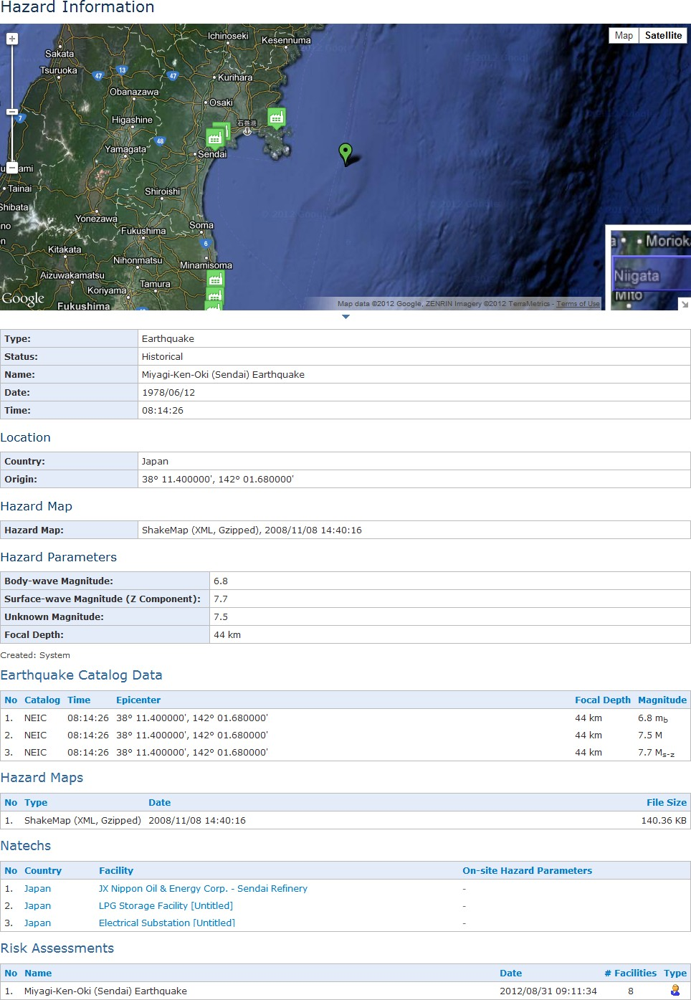 Hazard Information
Map Satellite
Ichinoseki
Kesennuma
Sakata
Tsuruoka
13
47
47
Kurihara
Obanazawa
Osaki
7
Higashine
石巻港
48
Yamagata
Sendai
Tainai
Shiroishi
Shibata
Yonezawa
Soma
Fukushima
6
Kitakata
Nihonmatsu
Minamisoma
Aizuwakamatsu
Tamura
Koriyama
Google
Fukushima
Morioka
Niigata
Mito
Map data ©2012 Google, ZENRIN Imagery ©2012 TerraMetrics - Terms of Use
Type: Earthquake
Status: Historical
Name: Miyagi-Ken-Oki (Sendai) Earthquake
Date: 1978/06/12
Time: 08:14:26
Location
Country: Japan
Origin: 38° 11.400000', 142° 01.680000'
Hazard Map
Hazard Map: ShakeMap (XML, Gzipped), 2008/11/08 14:40:16
Hazard Parameters
Body-wave Magnitude: 6.8
Surface-wave Magnitude (Z Component): 7.7
Unknown Magnitude: 7.5
Focal Depth: 44 km
Created: System
Earthquake Catalog Data
No Catalog Time Epicenter Focal Depth Magnitude
1. NEIC 08:14:26 38° 11.400000', 142° 01.680000' 44 km 6.8 mb
2. NEIC 08:14:26 38° 11.400000', 142° 01.680000' 44 km 7.5 M
3. NEIC 08:14:26 38° 11.400000', 142° 01.680000' 44 km 7.7 Ms-z
Hazard Maps
No Type Date File Size
1. ShakeMap (XML, Gzipped) 2008/11/08 14:40:16 140.36 KB
Natechs
No Country Facility On-site Hazard Parameters
1. Japan JX Nippon Oil & Energy Corp. - Sendai Refinery -
2. Japan LPG Storage Facility [Untitled] -
3. Japan Electrical Substation [Untitled] -
Risk Assessments
No Name Date # Facilities Type
1. Miyagi-Ken-Oki (Sendai) Earthquake 2012/08/31 09:11:34 8